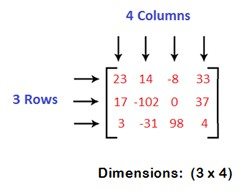 4 Columns
23 14 -8 33
3 Rows 17 -102 0 37
3 -31 98 4
Dimensions: (3 x 4)